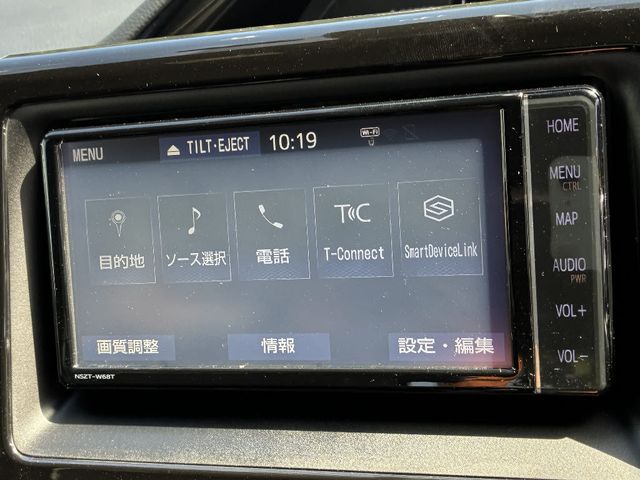 MENU
TILT·EJECT
10:19
Wi-Fi
目的地
ソース選択
電話
TC
T-Connect
SmartDeviceLink
画質調整
情報
設定・編集
NSZT-W68T
HOME
MENU
CTRL
MAP
AUDIO
PWR
VOL+
VOL−